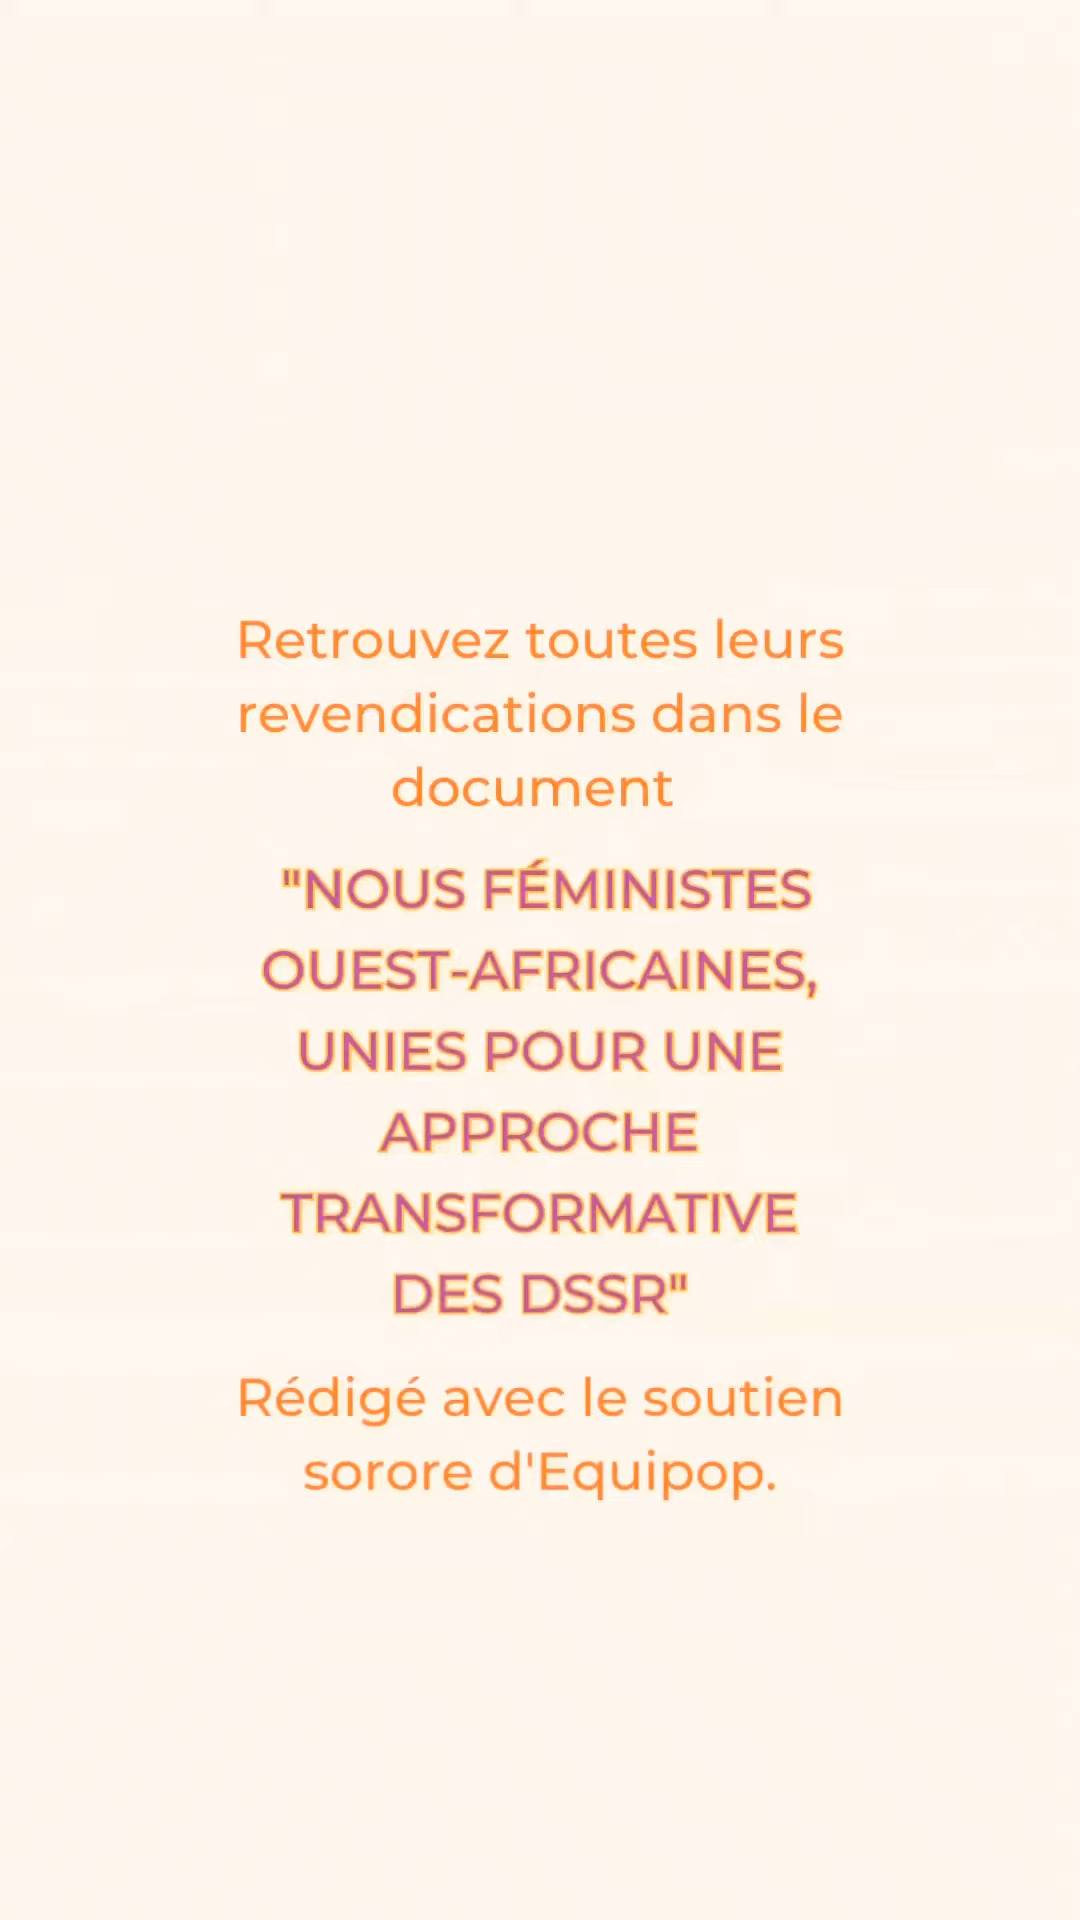 Retrouvez toutes leurs
revendications dans le
document
"NOUS FÉMINISTES
OUEST-AFRICAINES,
UNIES POUR UNE
APPROCHE
TRANSFORMATIVE
DES DSSR"
Rédigé avec le soutien
sorore d'Equipop.